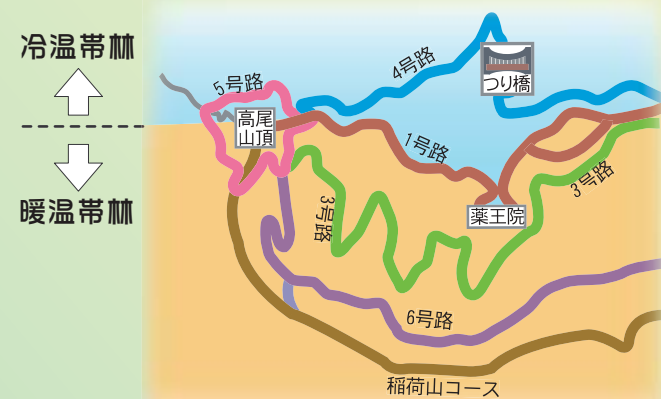 冷温帯林
暖温帯林
5号路
高尾
山頂
4号路
つり橋
1号路
薬王院
3号路
3号路
6号路
稲荷山コース